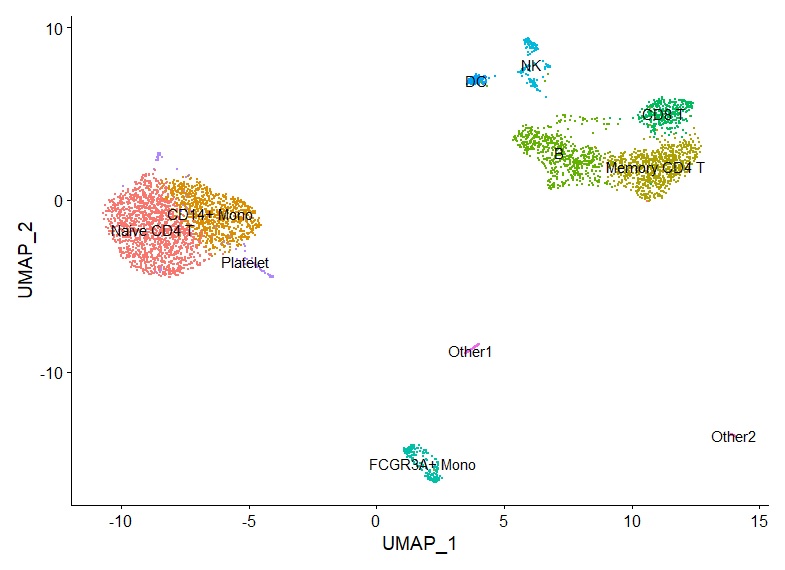 10
0
-10
UMAP_2
NK
DC
CD8 T
B
Memory CD4 T
CD14+ Mono
Naive CD4 T
Platelet
Other1
Other2
FCGR3A+ Mono
-10
-5
0
5
10
15
UMAP_1